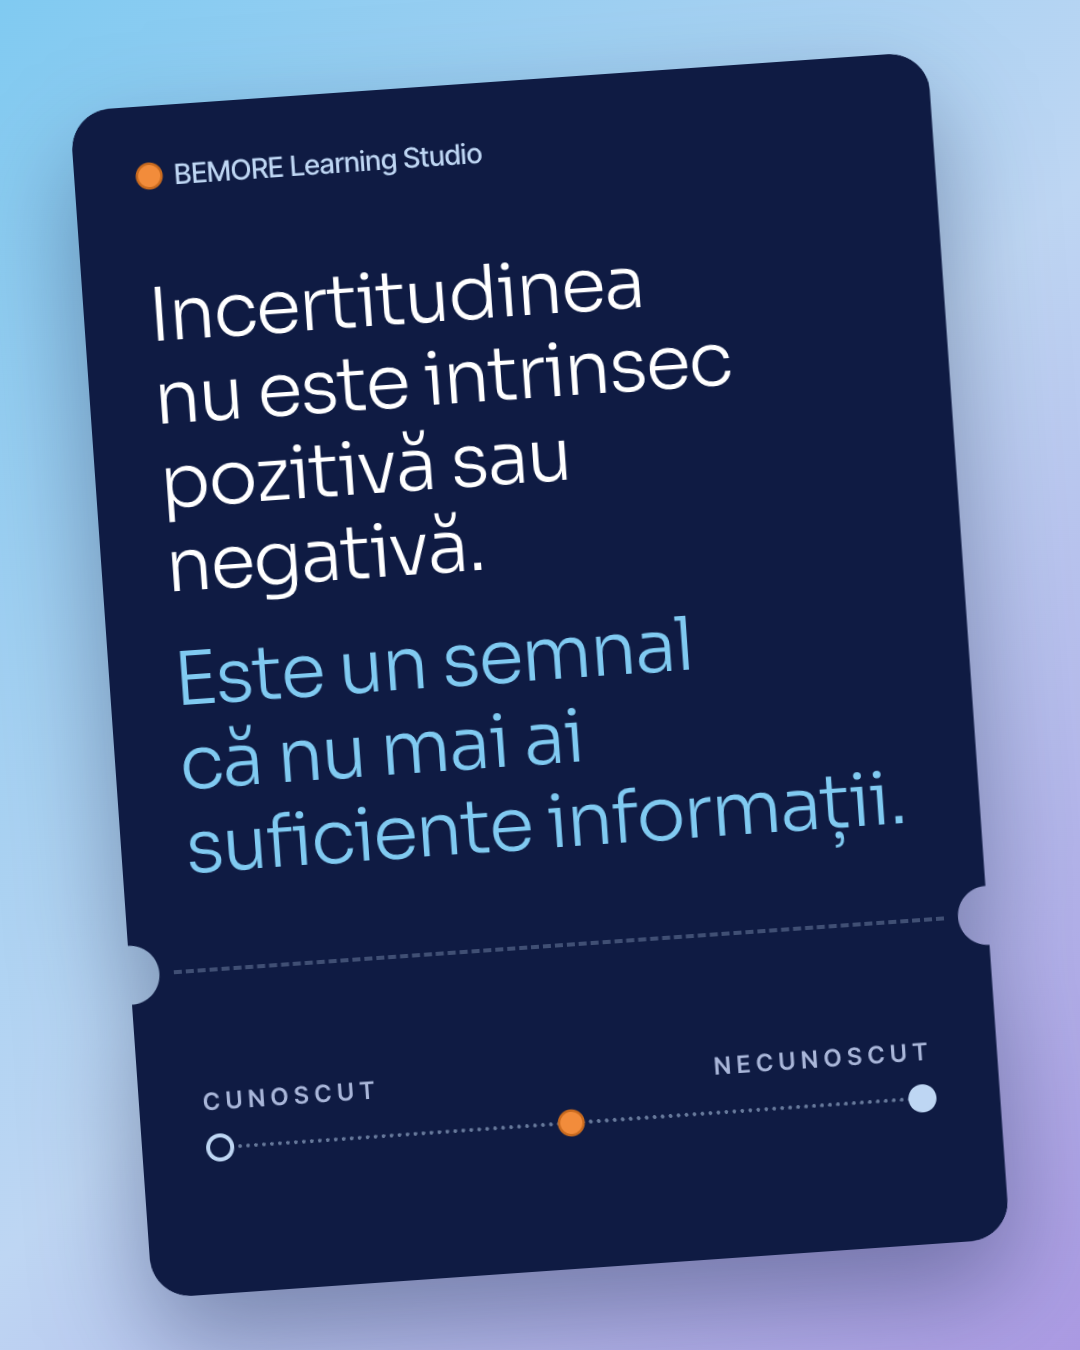 BEMORE Learning Studio
Incertitudinea
nu este intrinsec
pozitivă sau
negativă.
Este un semnal
că nu mai ai
suficiente informații.
CUNOSCUT
NECUNOSCUT